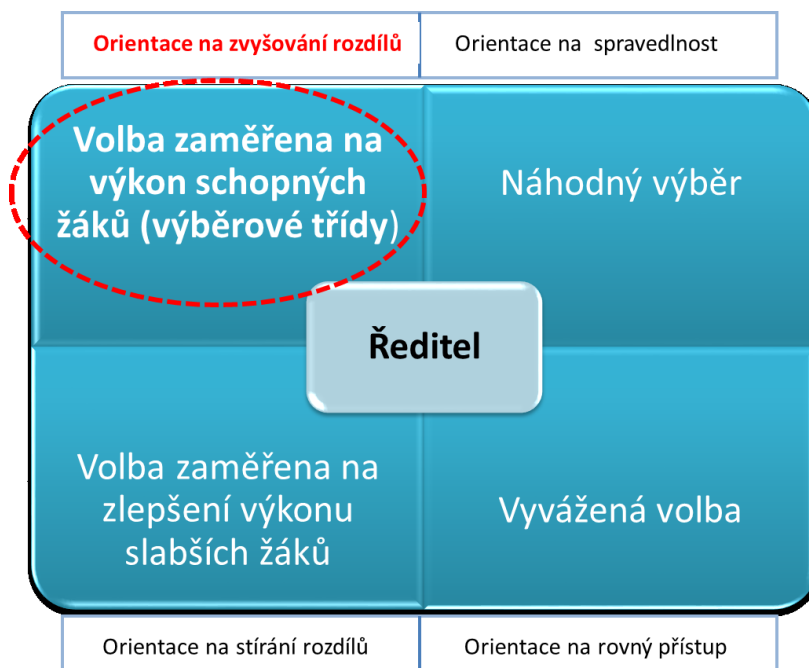 Orientace na zvyšování rozdílů
Orientace na spravedlnost
Volba zaměřena na
výkon schopných
žáků (výběrové třídy)
Náhodný výběr
Ředitel
Volba zaměřena na
zlepšení výkonu
slabších žáků
Vyvážená volba
Orientace na stírání rozdílů
Orientace na rovný přístup